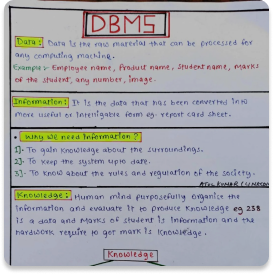 DBMS
Data: Data is the raw material that can be processed for
any computing machine.
Example:- Employee name, Product name, Student name, Marks
of the student, any number, image.
Information: It is the data that has been converted into
more useful or intelligible form eg- report card sheet.
Why we need Information?
1)- To gain knowledge about the surroundings.
2)- To keep the system upto date.
3)- To know about the rules and regulation of the society.
ATUL KUMAR
Knowledge: Human mind purposefully organize the
information and evaluate it to produce knowledge eg 238
is a data and Marks of student is information and the
hardwork require to get mark is knowledge.
Knowledge